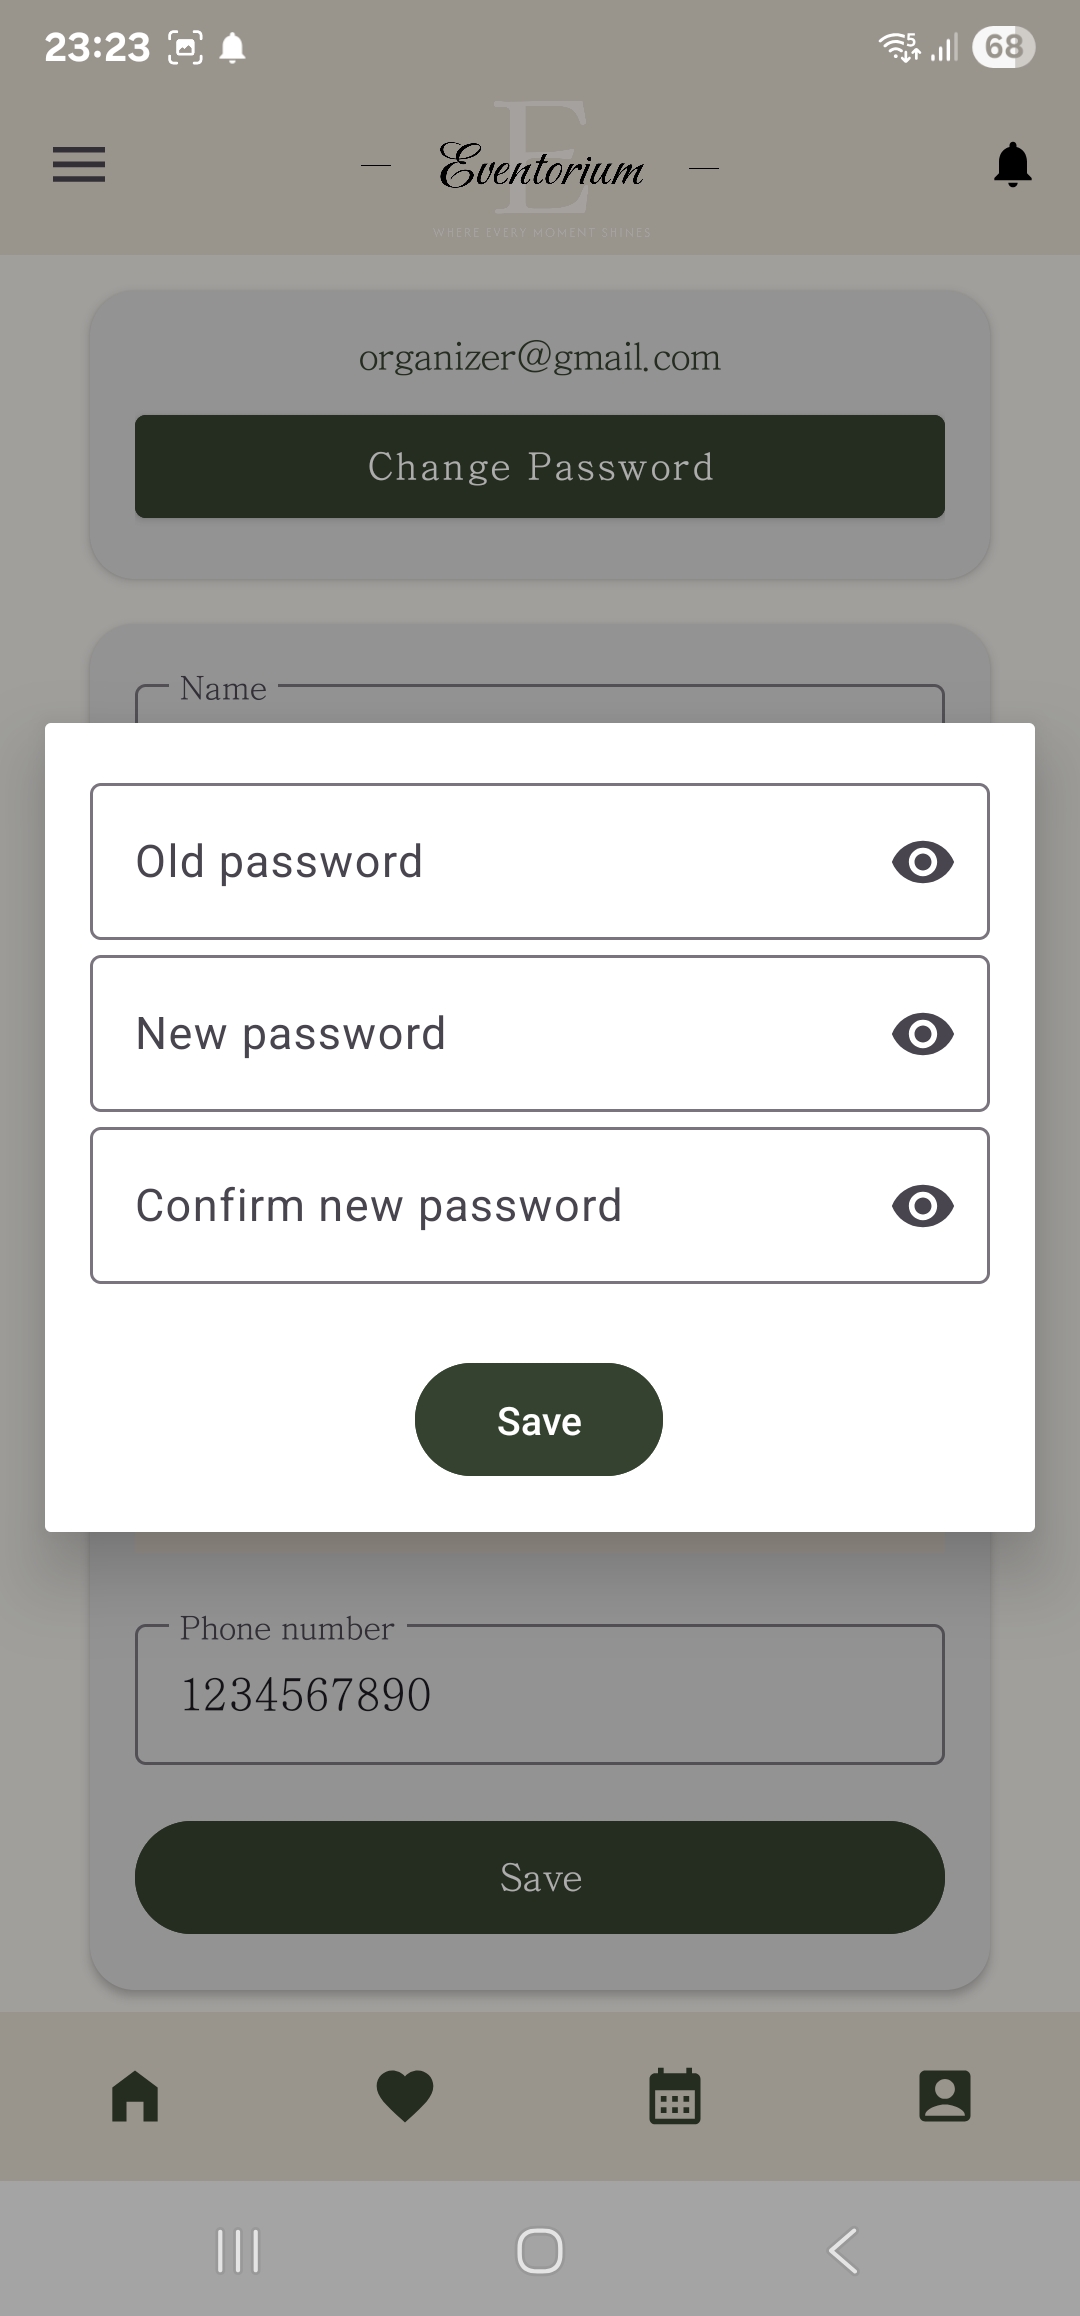 23:23
5
68
E
Eventorium
WHERE EVERY MOMENT SHINES
organizer@gmail.com
Change Password
Name
Old password
New password
Confirm new password
Save
Phone number
1234567890
Save